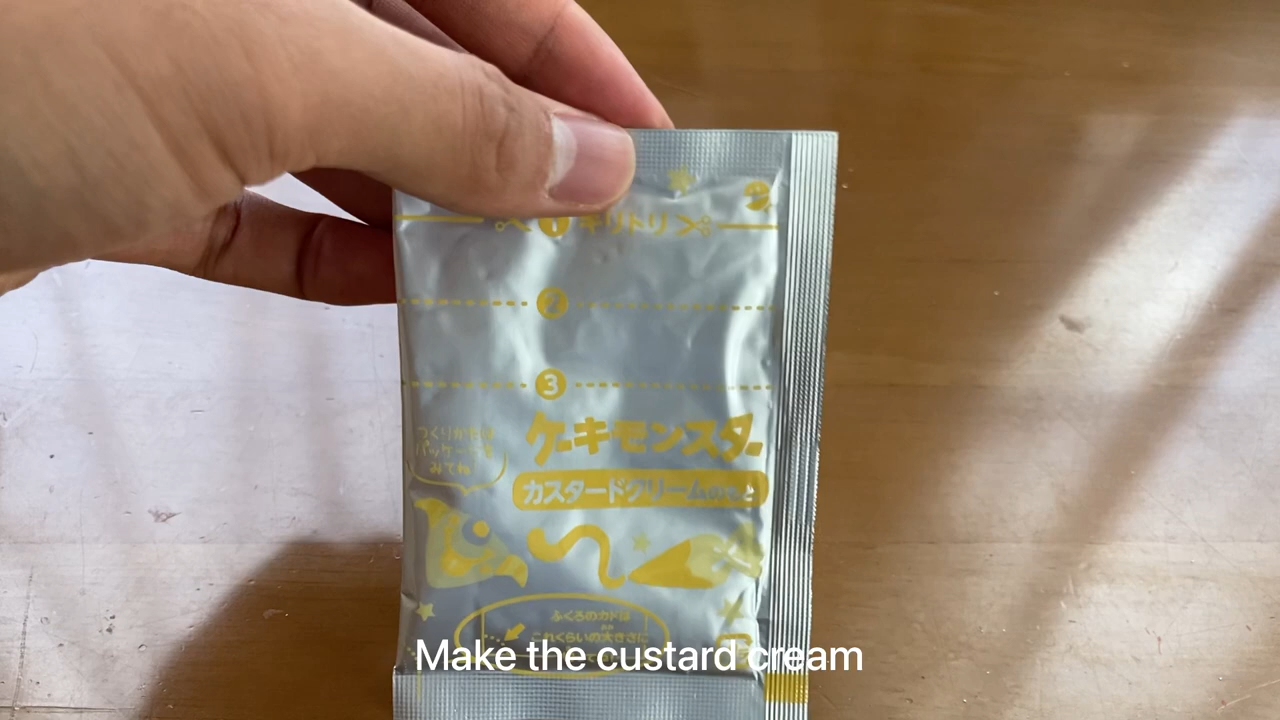 1 キリトリ
2
3
ケーキモンスター
つくりかたは
パッケージを
みてね!
カスタードクリームのもと
ふくろのカドは
これくらいの大きさに
Make the custard cream